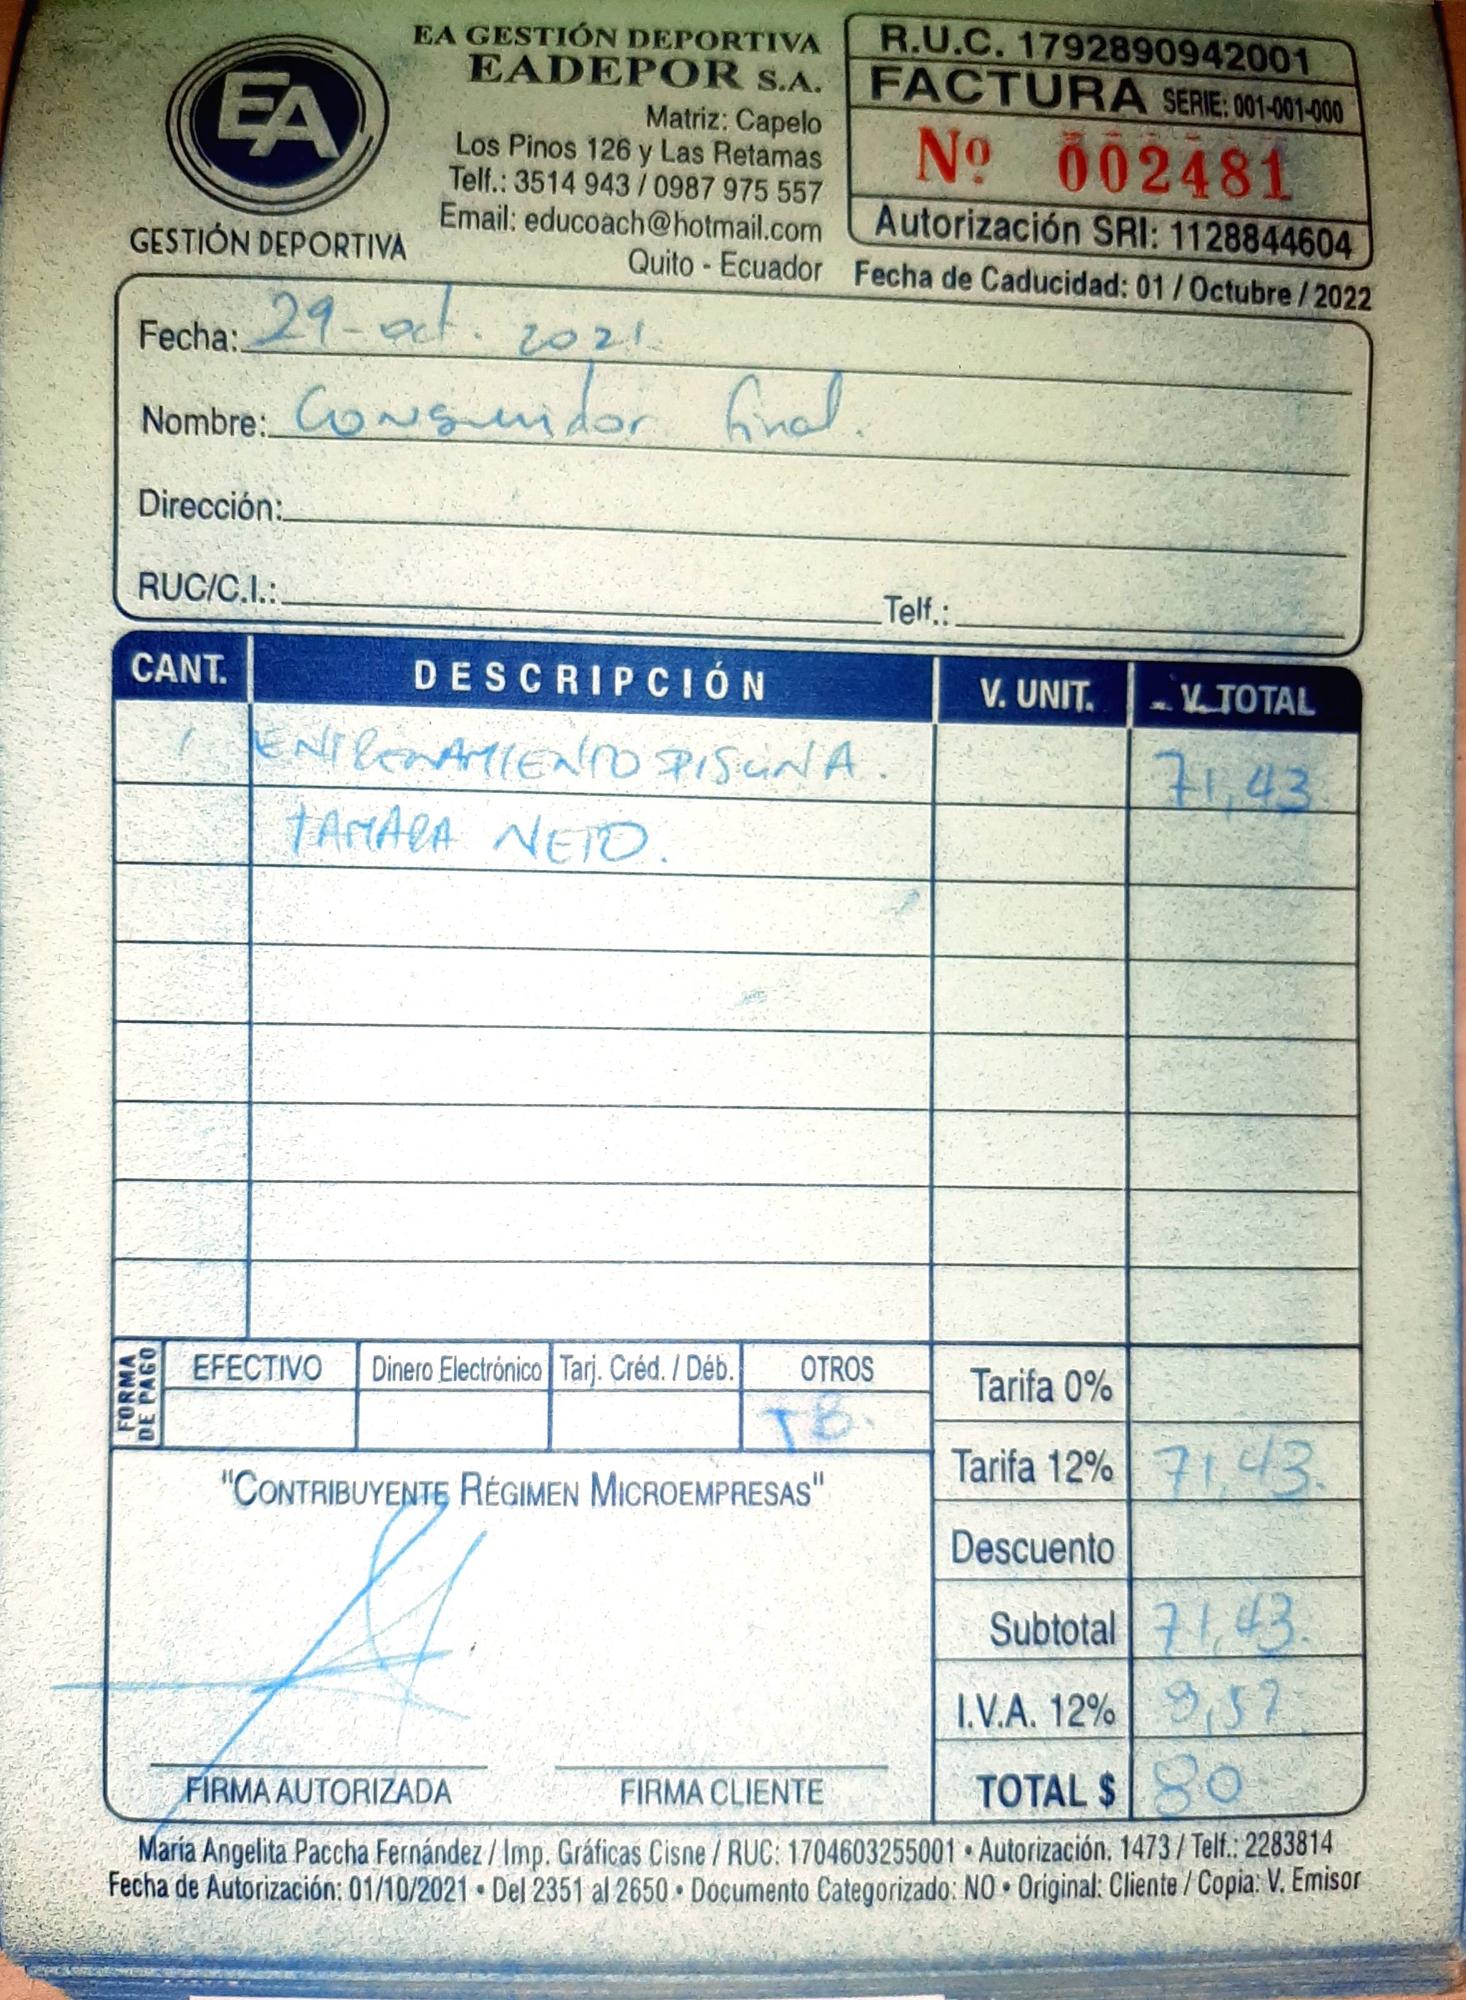 EA
GESTIÓN DEPORTIVA
EA GESTIÓN DEPORTIVA
EADEPOR S.A.
Matriz: Capelo
Los Pinos 126 y Las Retamas
Telf.: 3514 943 / 0987 975 557
Email: educoach@hotmail.com
Quito - Ecuador
R.U.C. 1792890942001
FACTURA SERIE: 001-001-000
Nº 002481
Autorización SRI: 1128844604
Fecha de Caducidad: 01 / Octubre / 2022
Fecha: 29-oct. 2021.
Nombre: Consumidor final.
Dirección:
RUC/C.I.: Telf.:
CANT. DESCRIPCIÓN V. UNIT. V. TOTAL
1 ENTRENAMIENTO PISCINA. 71,43
TAMARA NETO.
FORMA DE PAGO EFECTIVO Dinero Electrónico Tarj. Créd. / Déb. OTROS
TB.
Tarifa 0%
Tarifa 12% 71,43.
Descuento
Subtotal 71,43.
I.V.A. 12% 8,57
TOTAL $ 80
"CONTRIBUYENTE RÉGIMEN MICROEMPRESAS"
FIRMA AUTORIZADA FIRMA CLIENTE
María Angelita Paccha Fernández / Imp. Gráficas Cisne / RUC: 1704603255001 • Autorización. 1473 / Telf.: 2283814
Fecha de Autorización: 01/10/2021 • Del 2351 al 2650 • Documento Categorizado: NO • Original: Cliente / Copia: V. Emisor